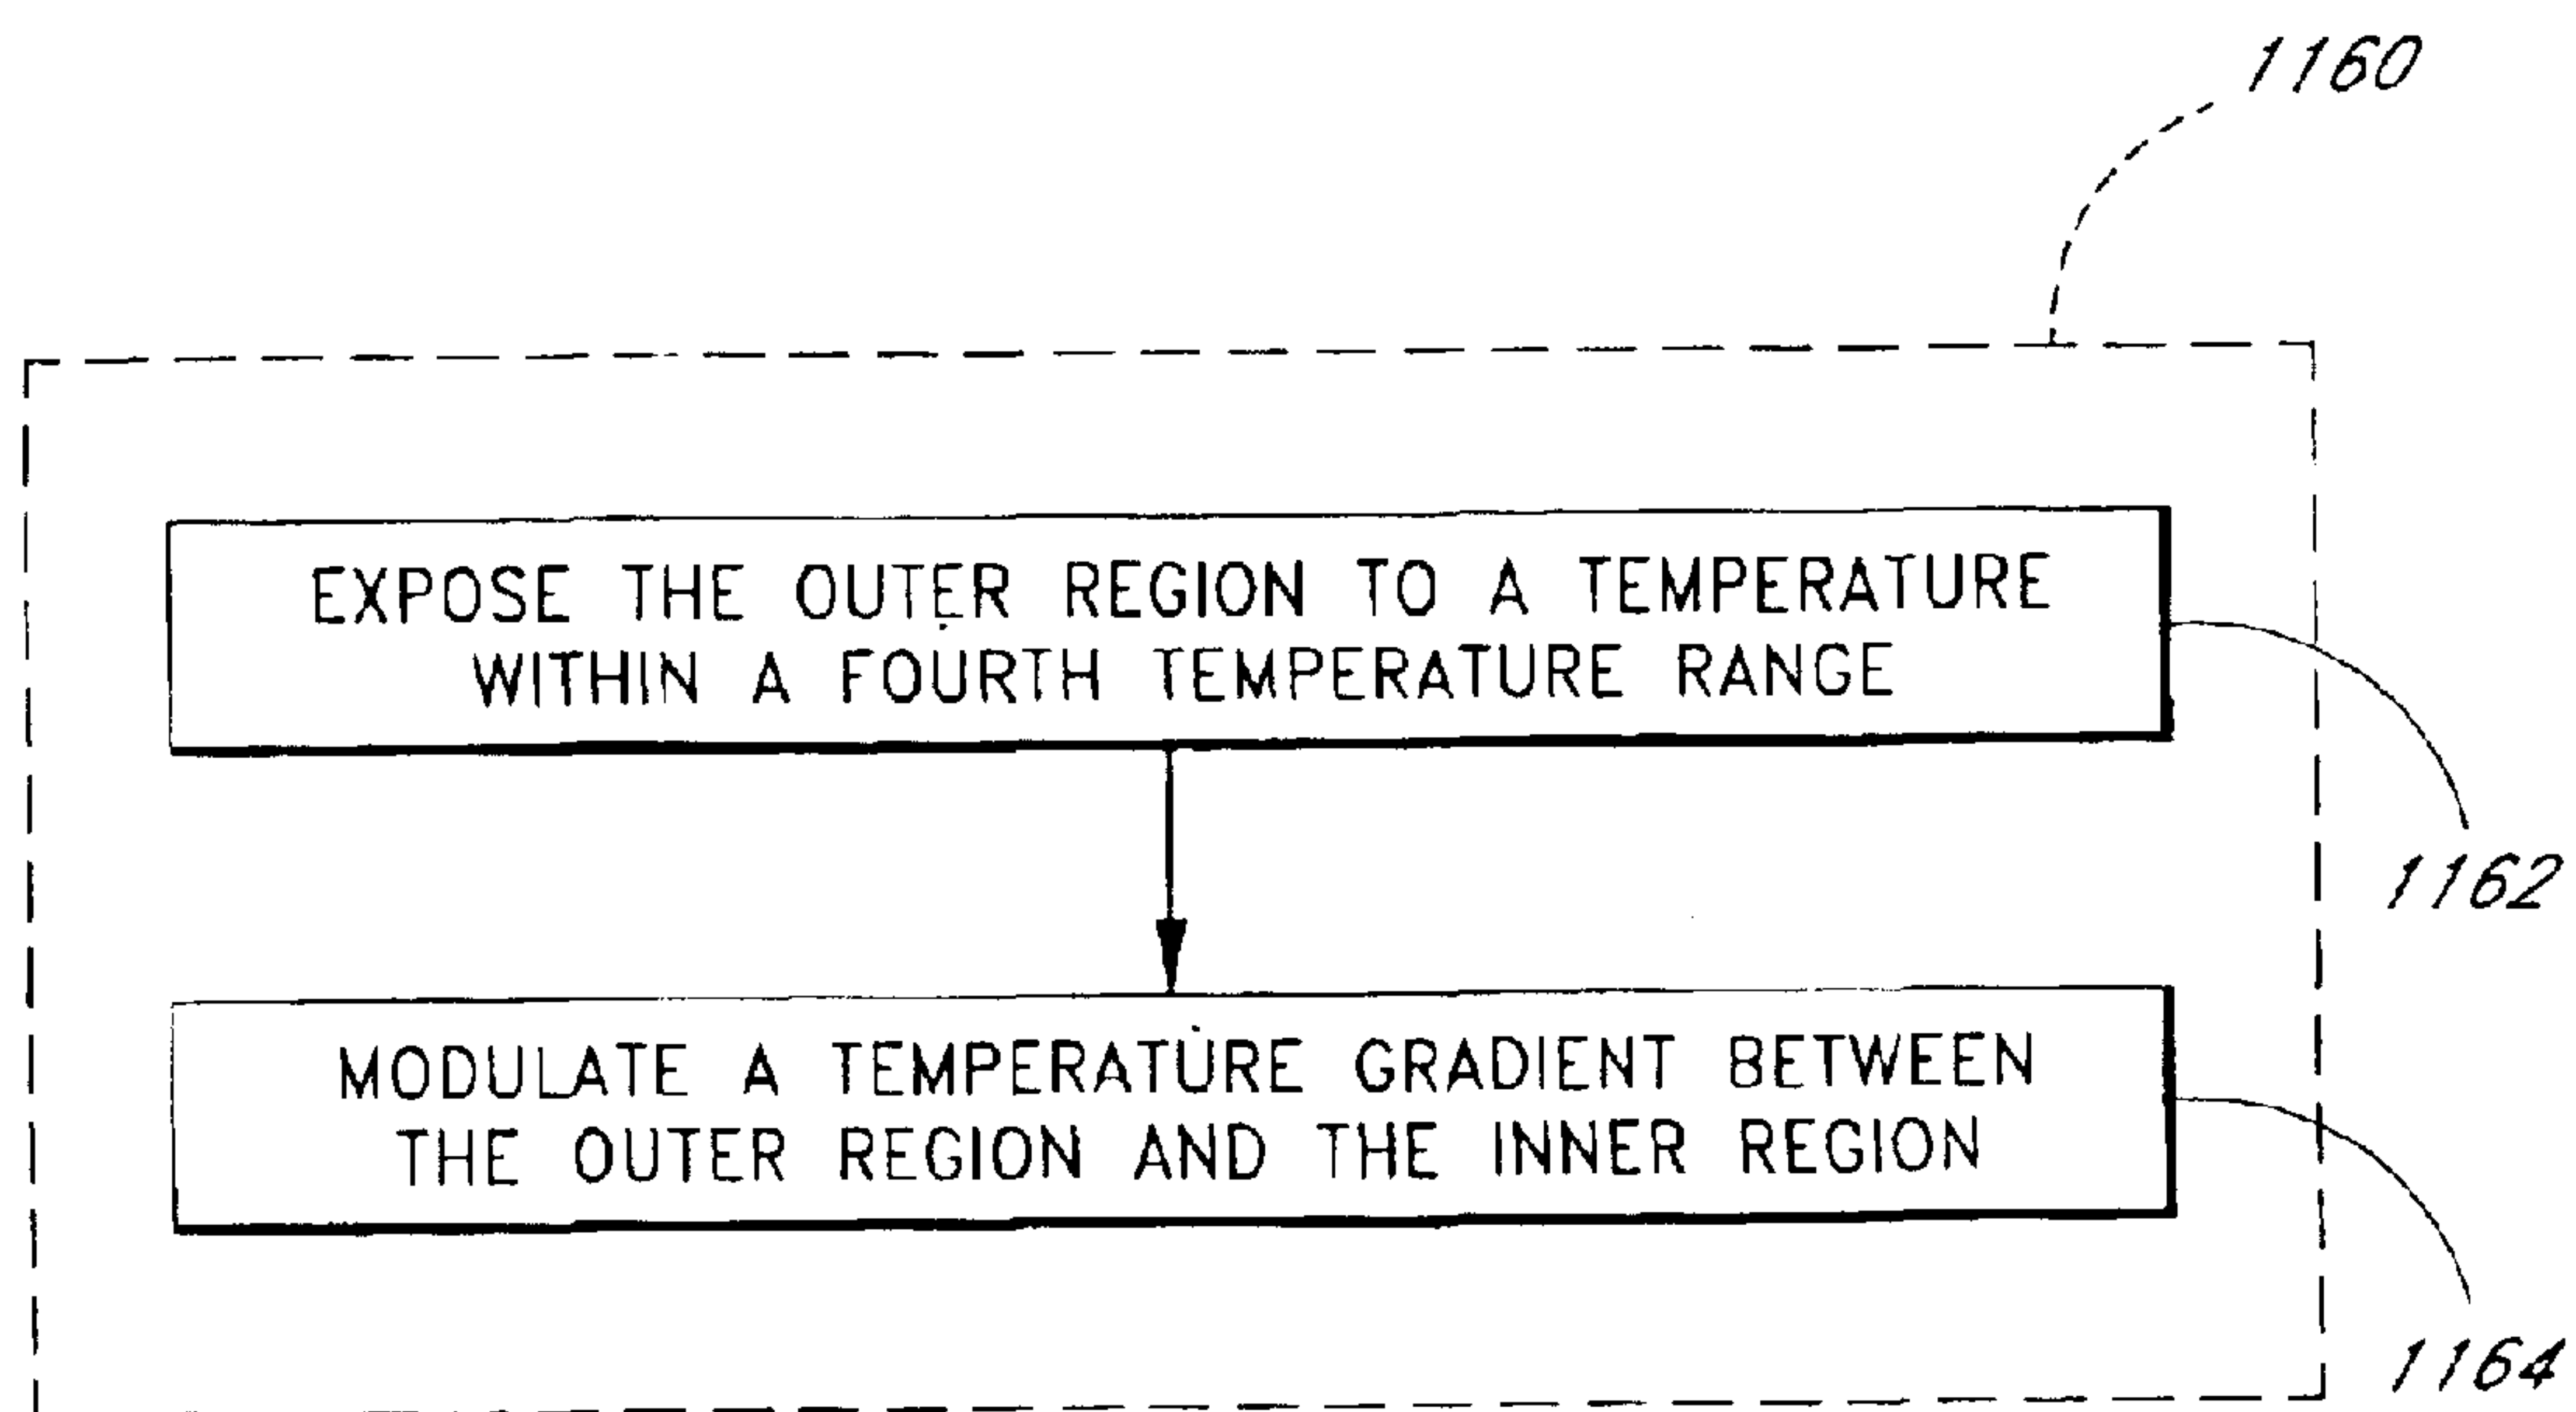 1160
EXPOSE THE OUTER REGION TO A TEMPERATURE
WITHIN A FOURTH TEMPERATURE RANGE
1162
MODULATE A TEMPERATURE GRADIENT BETWEEN
THE OUTER REGION AND THE INNER REGION
1164